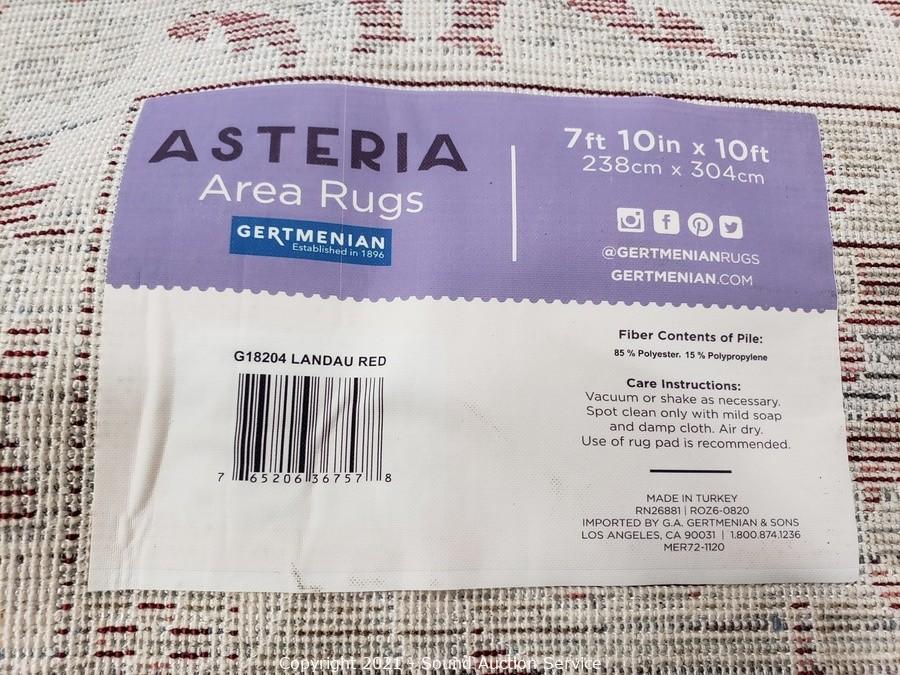 ASTERIA
Area Rugs
GERTMENIAN
Established in 1896
7ft 10in x 10ft
238cm x 304cm
@GERTMENIANRUGS
GERTMENIAN.COM
G18204 LANDAU RED
7 65206 36757 8
Fiber Contents of Pile:
85 % Polyester. 15 % Polypropylene
Care Instructions:
Vacuum or shake as necessary.
Spot clean only with mild soap
and damp cloth. Air dry.
Use of rug pad is recommended.
MADE IN TURKEY
RN26881 | ROZ6-0820
IMPORTED BY G.A. GERTMENIAN & SONS
LOS ANGELES, CA 90031 | 1.800.874.1236
MER72-1120
Copyright 2021 - Sound Auction Service